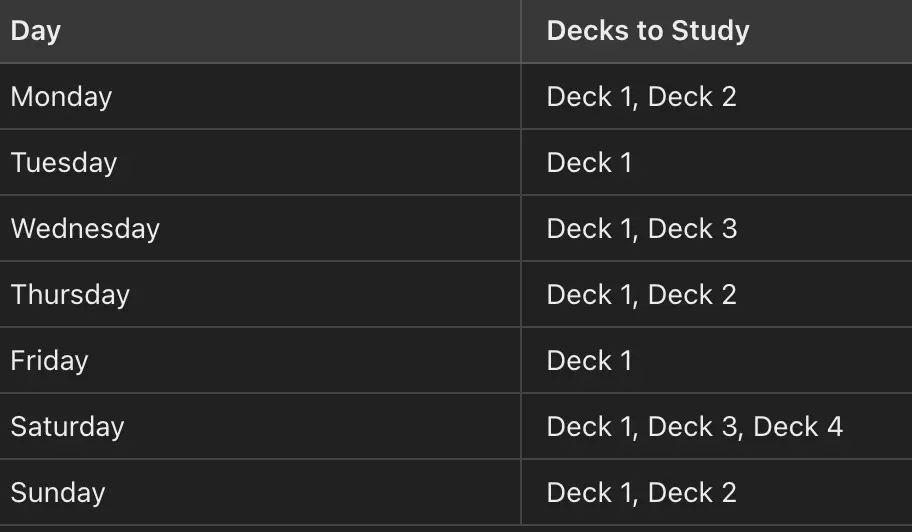 Day Decks to Study
Monday Deck 1, Deck 2
Tuesday Deck 1
Wednesday Deck 1, Deck 3
Thursday Deck 1, Deck 2
Friday Deck 1
Saturday Deck 1, Deck 3, Deck 4
Sunday Deck 1, Deck 2